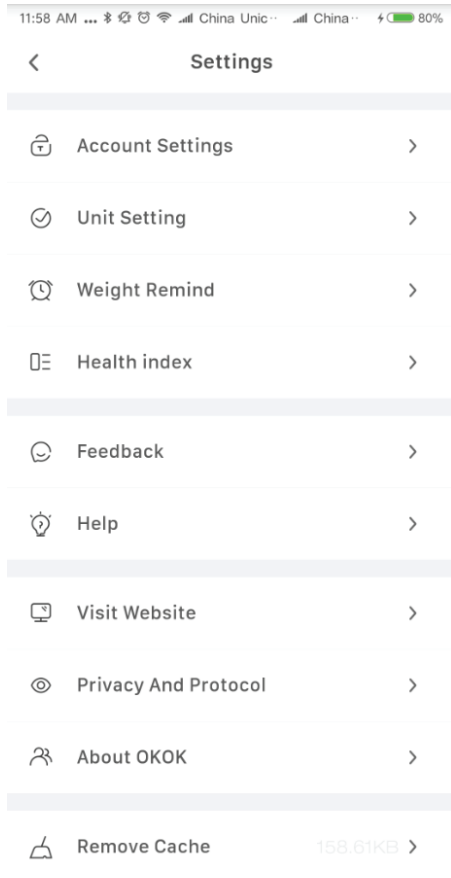 11:58 AM ... China Unic·· China·· 80%
Settings
Account Settings
Unit Setting
Weight Remind
Health index
Feedback
Help
Visit Website
Privacy And Protocol
About OKOK
Remove Cache 158.61KB